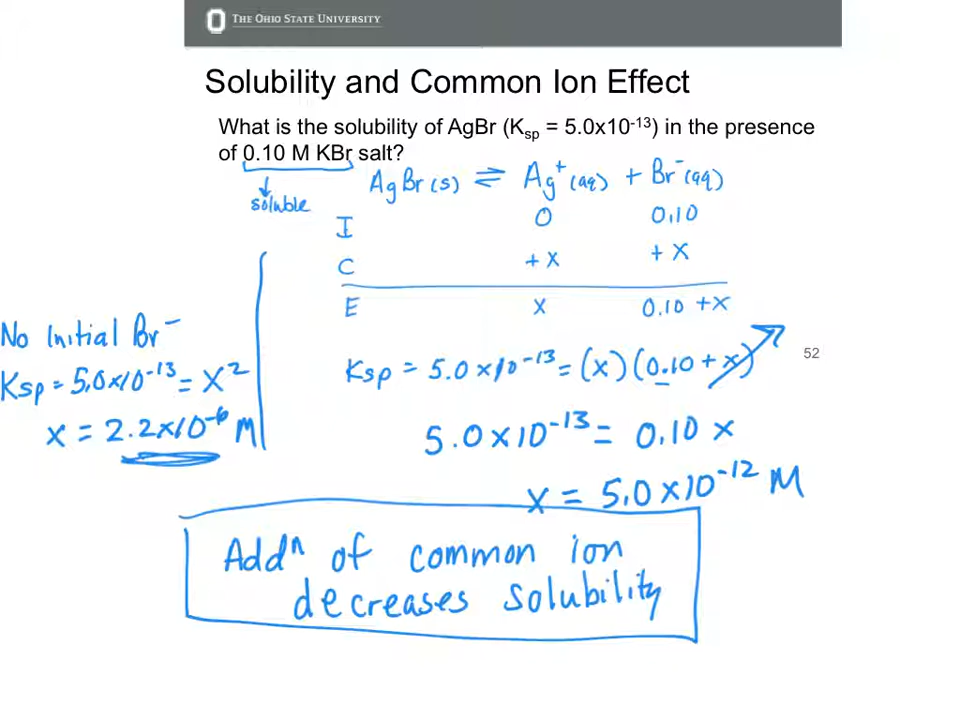 THE OHIO STATE UNIVERSITY
Solubility and Common Ion Effect
What is the solubility of AgBr (Ksp = 5.0x10⁻¹³) in the presence
of 0.10 M KBr salt?
soluble
AgBr(s) ⇌ Ag⁺(aq) + Br⁻(aq)
I 0 0.10
C +x +x
E x 0.10 +x
No Initial Br⁻
Ksp = 5.0x10⁻¹³ = x²
x = 2.2x10⁻⁶ M
Ksp = 5.0x10⁻¹³ = (x)(0.10 + x)
52
5.0x10⁻¹³ = 0.10 x
x = 5.0x10⁻¹² M
Addⁿ of common ion
decreases solubility